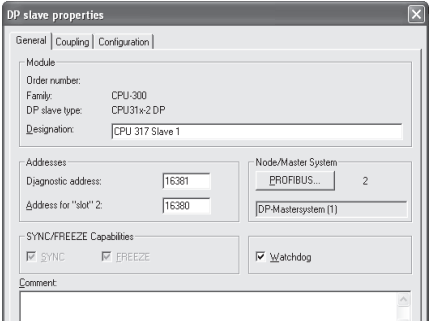 DP slave properties
General Coupling Configuration
Module
Order number:
Family: CPU-300
DP slave type: CPU31x-2 DP
Designation: CPU 317 Slave 1
Addresses
Node/Master System
Diagnostic address: 16381
PROFIBUS... 2
Address for "slot" 2: 16380
DP-Mastersystem (1)
SYNC/FREEZE Capabilities
SYNC FREEZE
Watchdog
Comment: